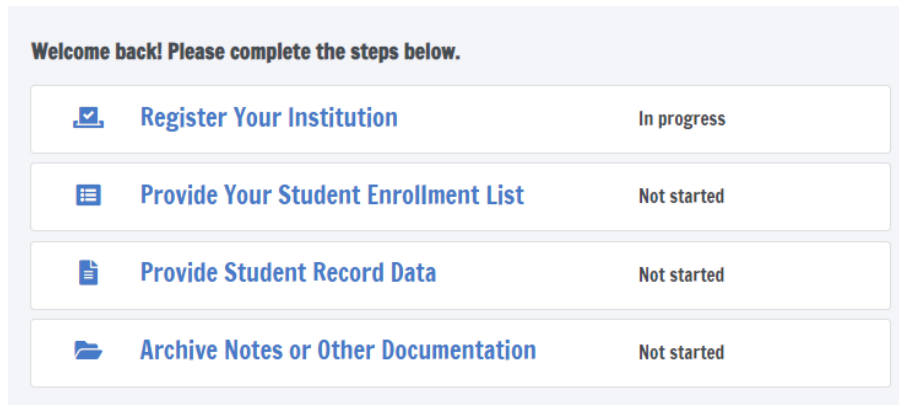 Welcome back! Please complete the steps below.
Register Your Institution In progress
Provide Your Student Enrollment List Not started
Provide Student Record Data Not started
Archive Notes or Other Documentation Not started